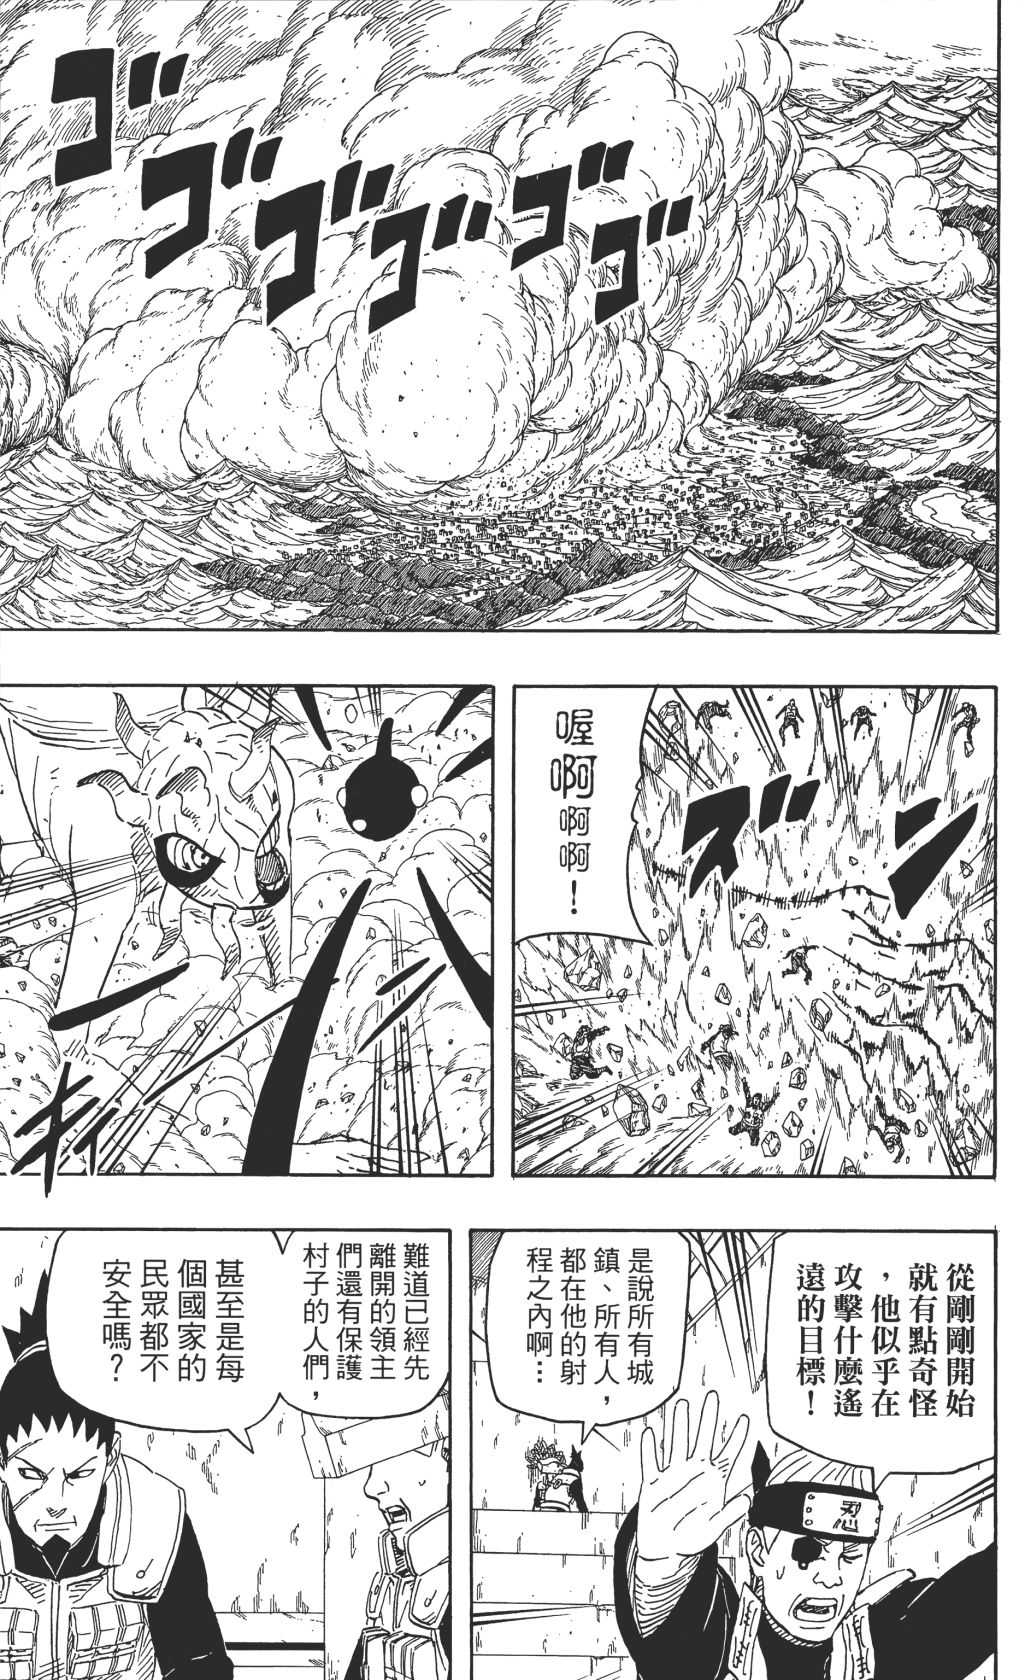 ゴゴゴゴゴゴ
ズン
喔啊啊啊！
キィ
從剛剛開始
就有點奇怪
，他似乎在
攻擊什麼遙
遠的目標！
忍
是說所有城
鎮、所有人，
都在他的射
程之內啊…
難道已經先
離開的領主
們還有保護
村子的人們，
甚至是每
個國家的
民眾都不
安全嗎？